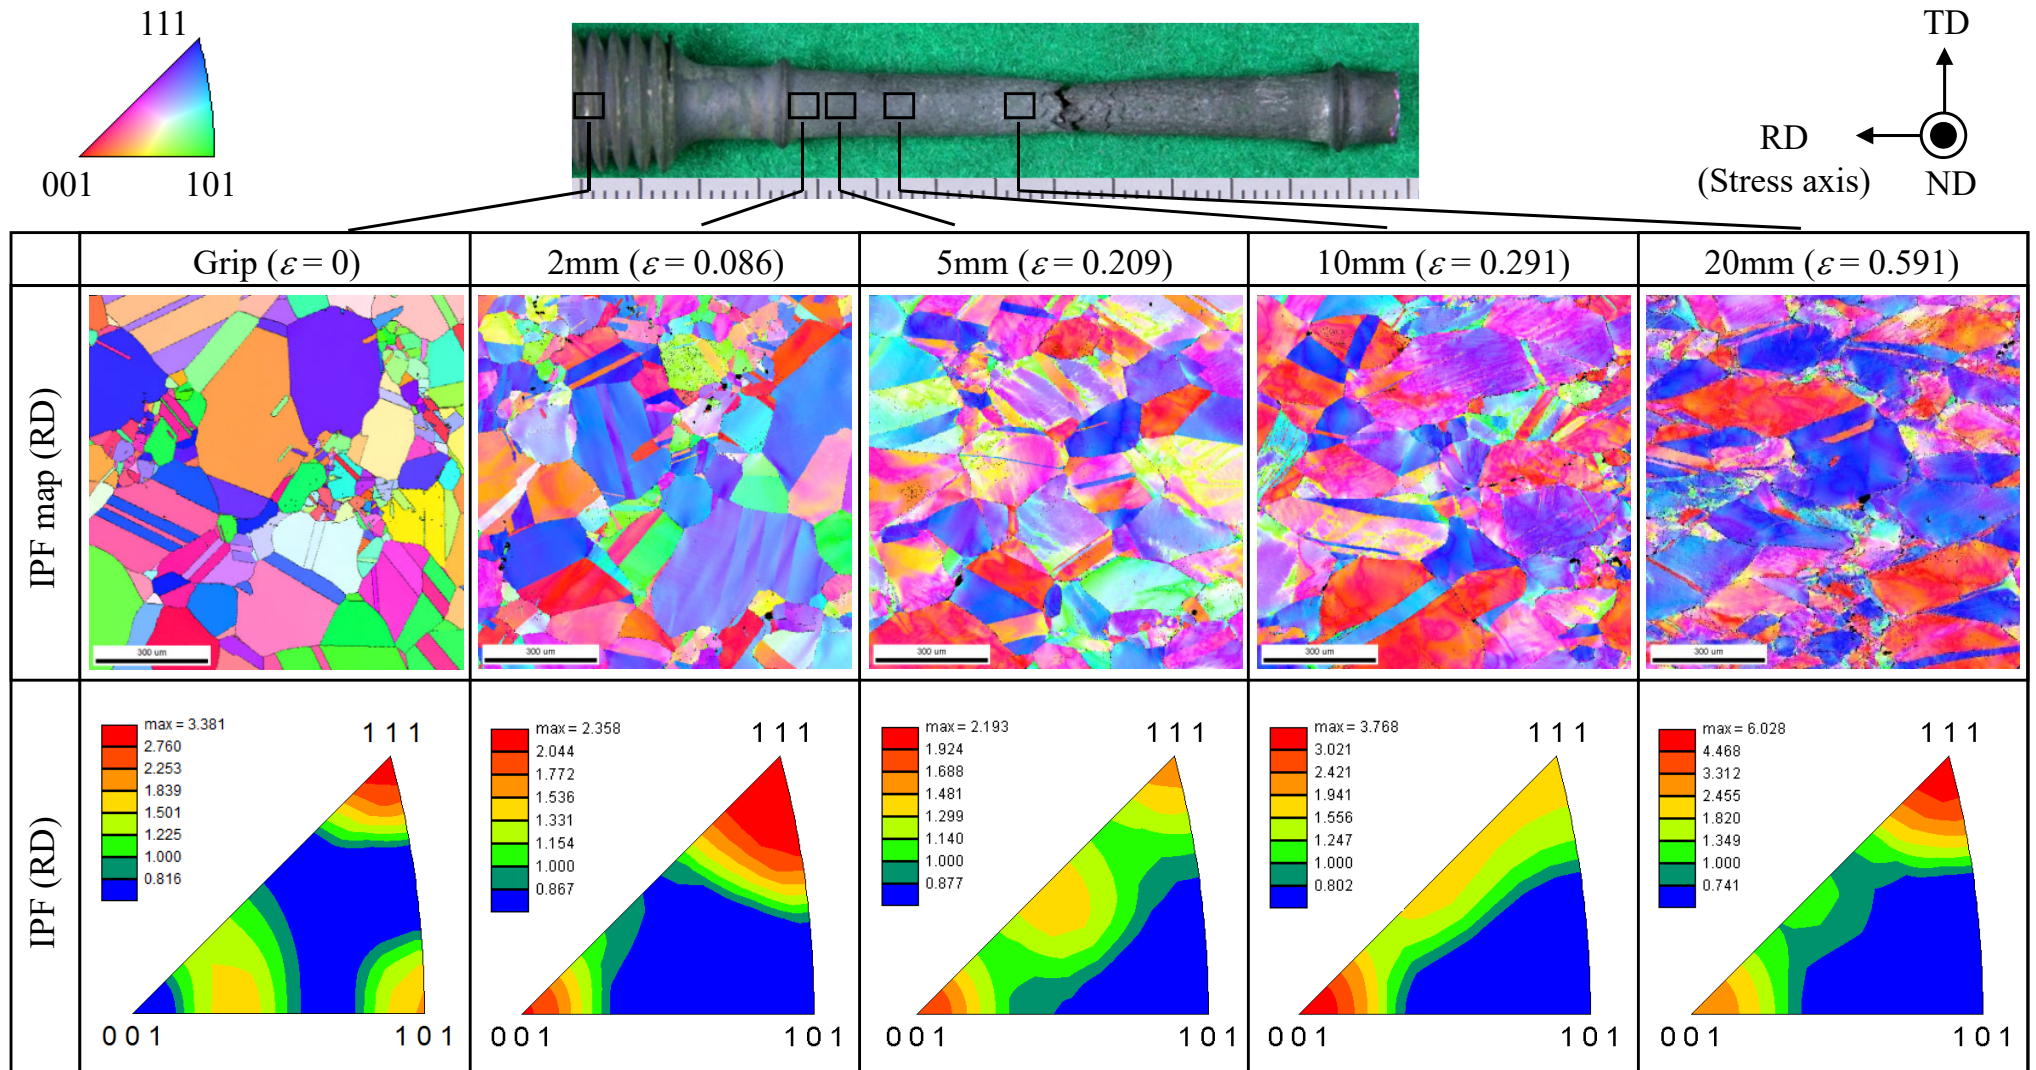 111
001 101
TD
RD
(Stress axis)
ND
Grip (ε = 0)
2mm (ε = 0.086)
5mm (ε = 0.209)
10mm (ε = 0.291)
20mm (ε = 0.591)
IPF map (RD)
300 um
300 um
300 um
300 um
300 um
IPF (RD)
max = 3.381
2.760
2.253
1.839
1.501
1.225
1.000
0.816
1 1 1
0 0 1
1 0 1
max = 2.358
2.044
1.772
1.536
1.331
1.154
1.000
0.867
1 1 1
0 0 1
1 0 1
max = 2.193
1.924
1.688
1.481
1.299
1.140
1.000
0.877
1 1 1
0 0 1
1 0 1
max = 3.768
3.021
2.421
1.941
1.556
1.247
1.000
0.802
1 1 1
0 0 1
1 0 1
max = 6.028
4.468
3.312
2.455
1.820
1.349
1.000
0.741
1 1 1
0 0 1
1 0 1